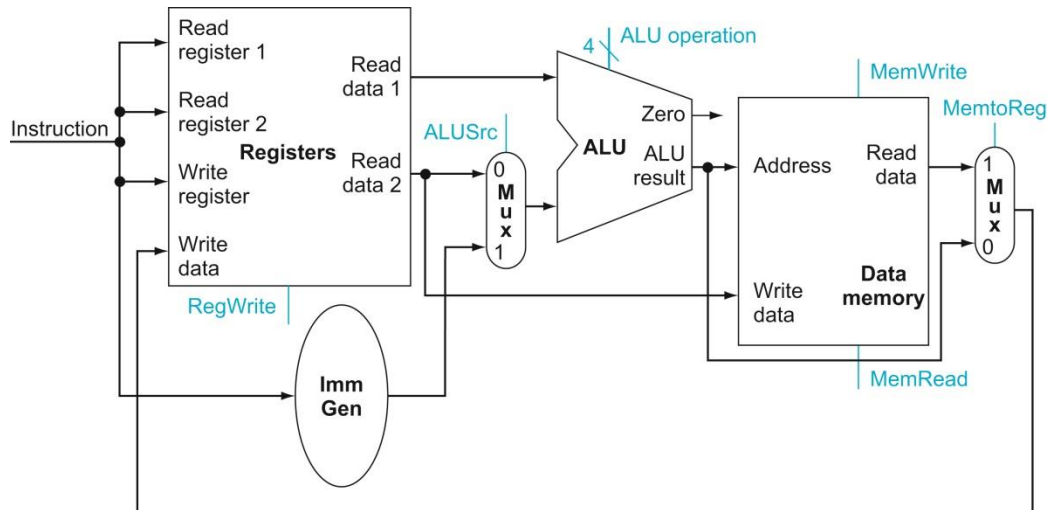 Instruction
Read
register 1
Read
register 2
Write
register
Write
data
Registers
Read
data 1
Read
data 2
RegWrite
Imm
Gen
ALUSrc
0
M
u
x
1
4
ALU operation
Zero
ALU
ALU
result
MemWrite
Address
Read
data
Write
data
Data
memory
MemRead
MemtoReg
1
M
u
x
0